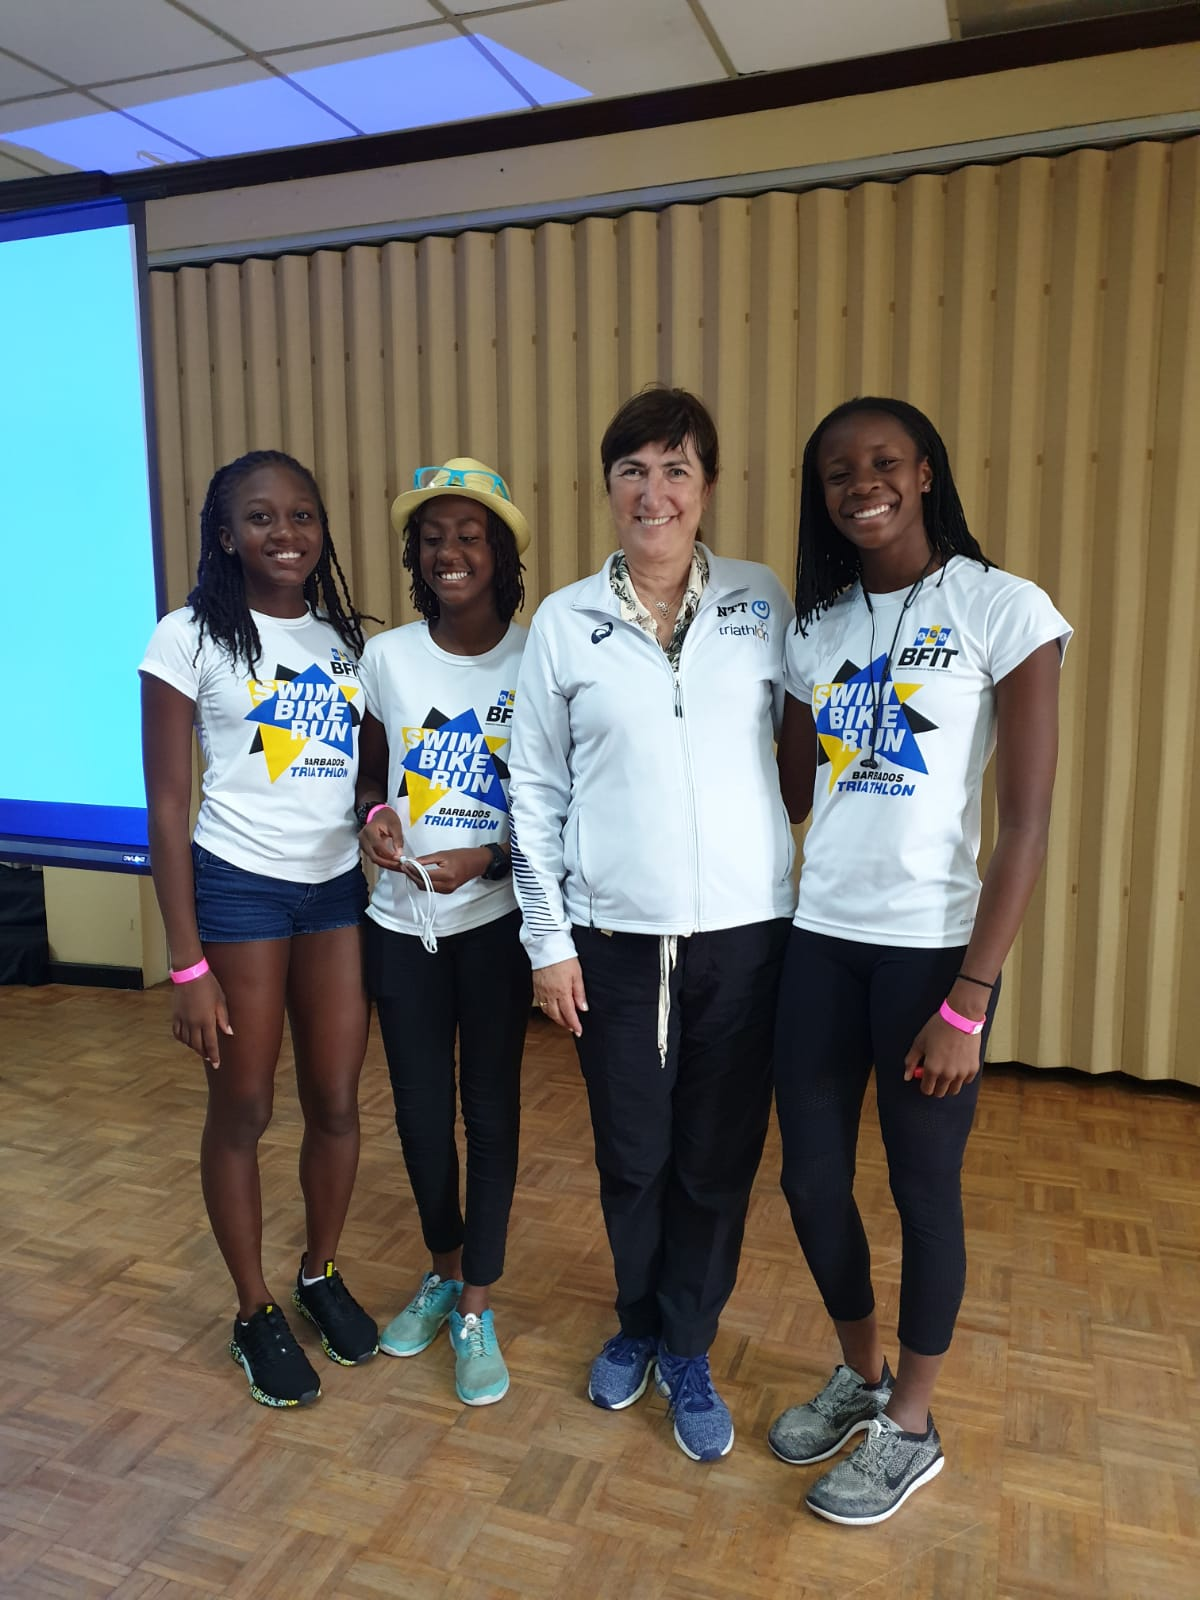 BFIT
SWIM
BIKE
RUN
BARBADOS
TRIATHLON
BF
SWIM
BIKE
RUN
BARBADOS
TRIATHLON
NTT
triathlon
BFIT
SWIM
BIKE
RUN
BARBADOS
TRIATHLON